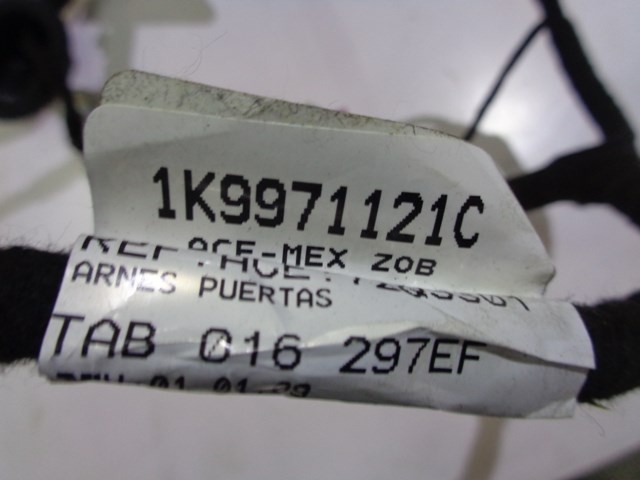 1K9971121C
ACE-MEX ZOB
ARNES PUERTAS
TAB 016 297EF